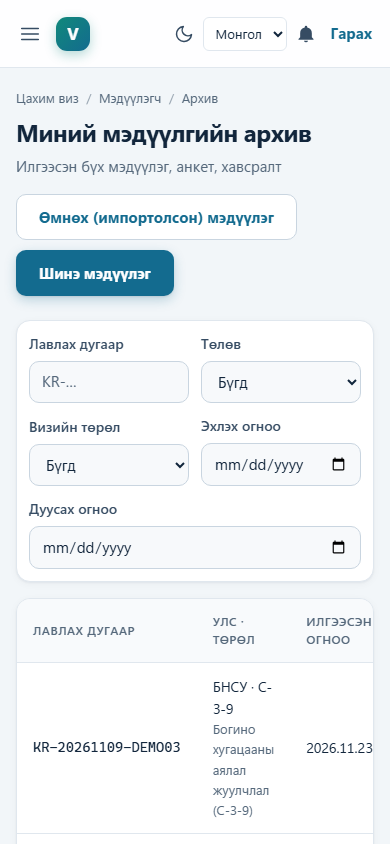 V
Монгол
Гарах
Цахим виз / Мэдүүлэгч / Архив
Миний мэдүүлгийн архив
Илгээсэн бүх мэдүүлэг, анкет, хавсралт
Өмнөх (импортолсон) мэдүүлэг
Шинэ мэдүүлэг
Лавлах дугаар
Төлөв
KR-...
Бүгд
Визийн төрөл
Эхлэх огноо
Бүгд
mm/dd/yyyy
Дуусах огноо
mm/dd/yyyy
ЛАВЛАХ ДУГААР
УЛС ·
ТӨРӨЛ
ИЛГЭЭСЭН
ОГНОО
KR-20261109-DEMO03
БНСУ · C-
3-9
Богино
хугацааны
аялал
жуулчлал
(C-3-9)
2026.11.23